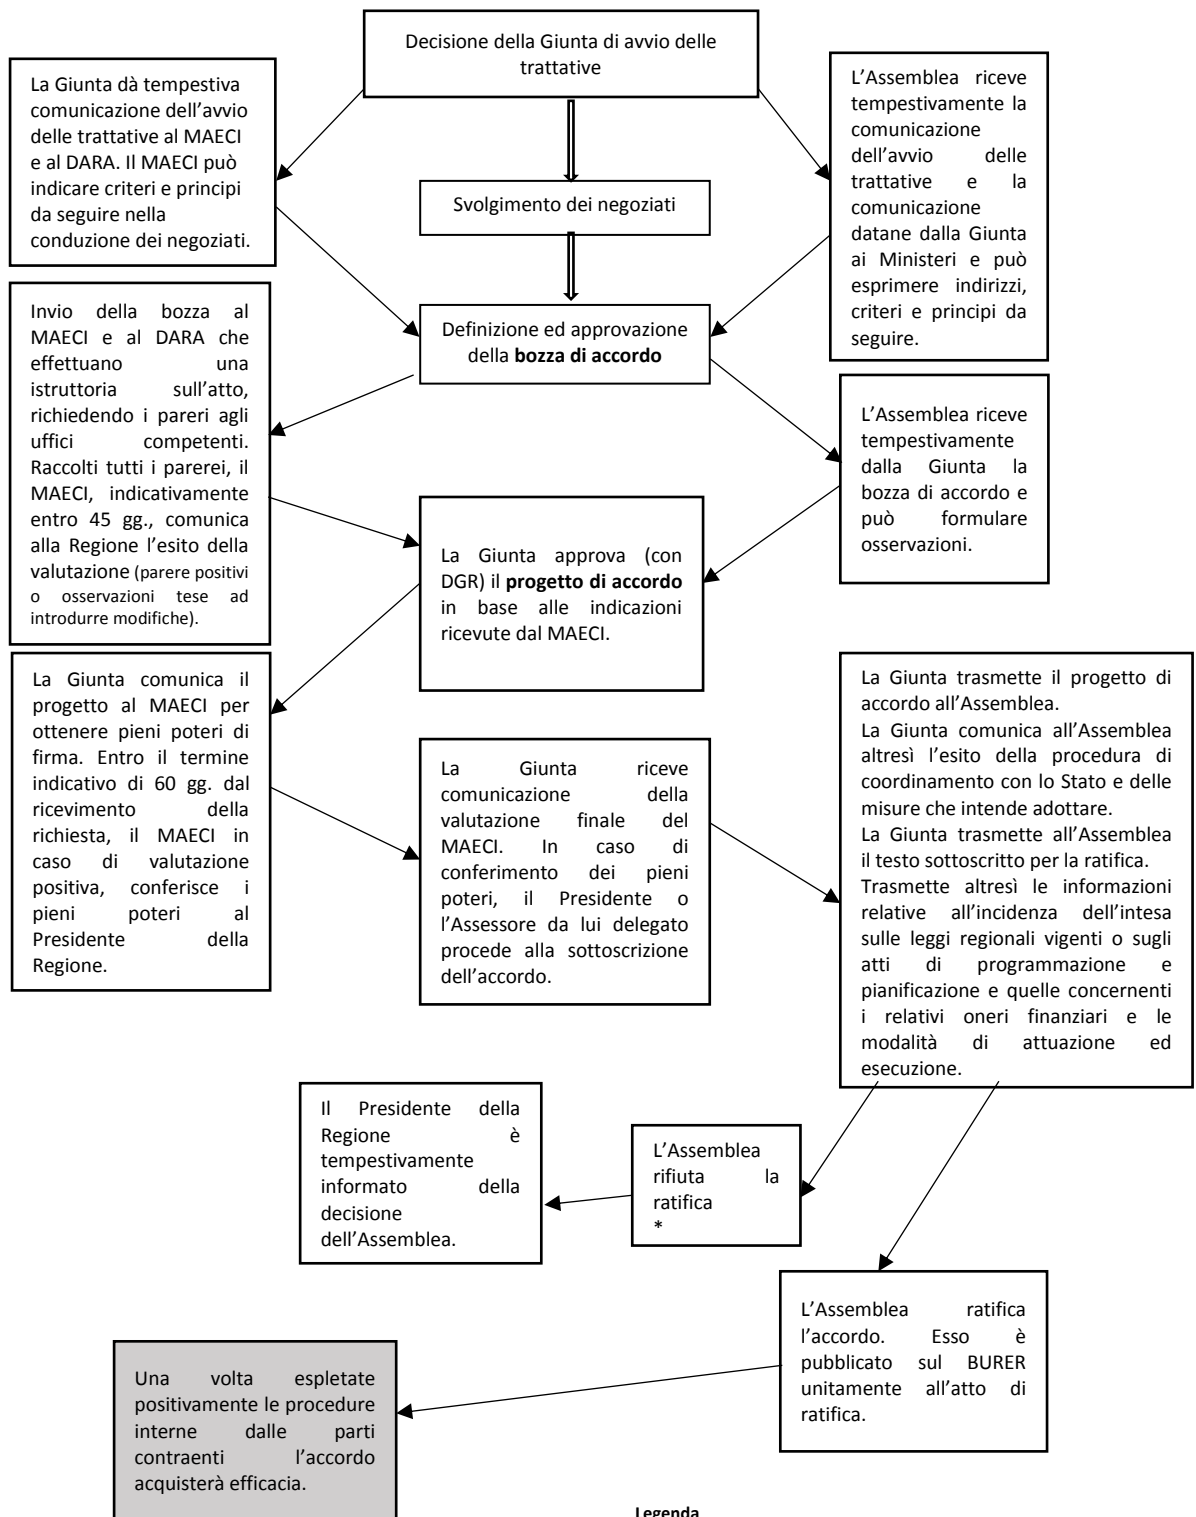 Decisione della Giunta di avvio delle
trattative
La Giunta dà tempestiva
comunicazione dell'avvio
delle trattative al MAECI
e al DARA. Il MAECI può
indicare criteri e principi
da seguire nella
conduzione dei negoziati.
L'Assemblea riceve
tempestivamente la
comunicazione
dell'avvio delle
trattative e la
comunicazione
datane dalla Giunta
ai Ministeri e può
esprimere indirizzi,
criteri e principi da
seguire.
Svolgimento dei negoziati
Definizione ed approvazione
della bozza di accordo
Invio della bozza al
MAECI e al DARA che
effettuano una
istruttoria sull'atto,
richiedendo i pareri agli
uffici competenti.
Raccolti tutti i parerei, il
MAECI, indicativamente
entro 45 gg., comunica
alla Regione l'esito della
valutazione (parere positivi
o osservazioni tese ad
introdurre modifiche).
L'Assemblea riceve
tempestivamente
dalla Giunta la
bozza di accordo e
può formulare
osservazioni.
La Giunta approva (con
DGR) il progetto di accordo
in base alle indicazioni
ricevute dal MAECI.
La Giunta comunica il
progetto al MAECI per
ottenere pieni poteri di
firma. Entro il termine
indicativo di 60 gg. dal
ricevimento della
richiesta, il MAECI in
caso di valutazione
positiva, conferisce i
pieni poteri al
Presidente della
Regione.
La Giunta riceve
comunicazione della
valutazione finale del
MAECI. In caso di
conferimento dei pieni
poteri, il Presidente o
l'Assessore da lui delegato
procede alla sottoscrizione
dell'accordo.
La Giunta trasmette il progetto di
accordo all'Assemblea.
La Giunta comunica all'Assemblea
altresì l'esito della procedura di
coordinamento con lo Stato e delle
misure che intende adottare.
La Giunta trasmette all'Assemblea
il testo sottoscritto per la ratifica.
Trasmette altresì le informazioni
relative all'incidenza dell'intesa
sulle leggi regionali vigenti o sugli
atti di programmazione e
pianificazione e quelle concernenti
i relativi oneri finanziari e le
modalità di attuazione ed
esecuzione.
Il Presidente della
Regione è
tempestivamente
informato della
decisione
dell'Assemblea.
L'Assemblea
rifiuta la
ratifica
*
L'Assemblea ratifica
l'accordo. Esso è
pubblicato sul BURER
unitamente all'atto di
ratifica.
Una volta espletate
positivamente le procedure
interne dalle parti
contraenti l'accordo
acquisterà efficacia.
Legenda